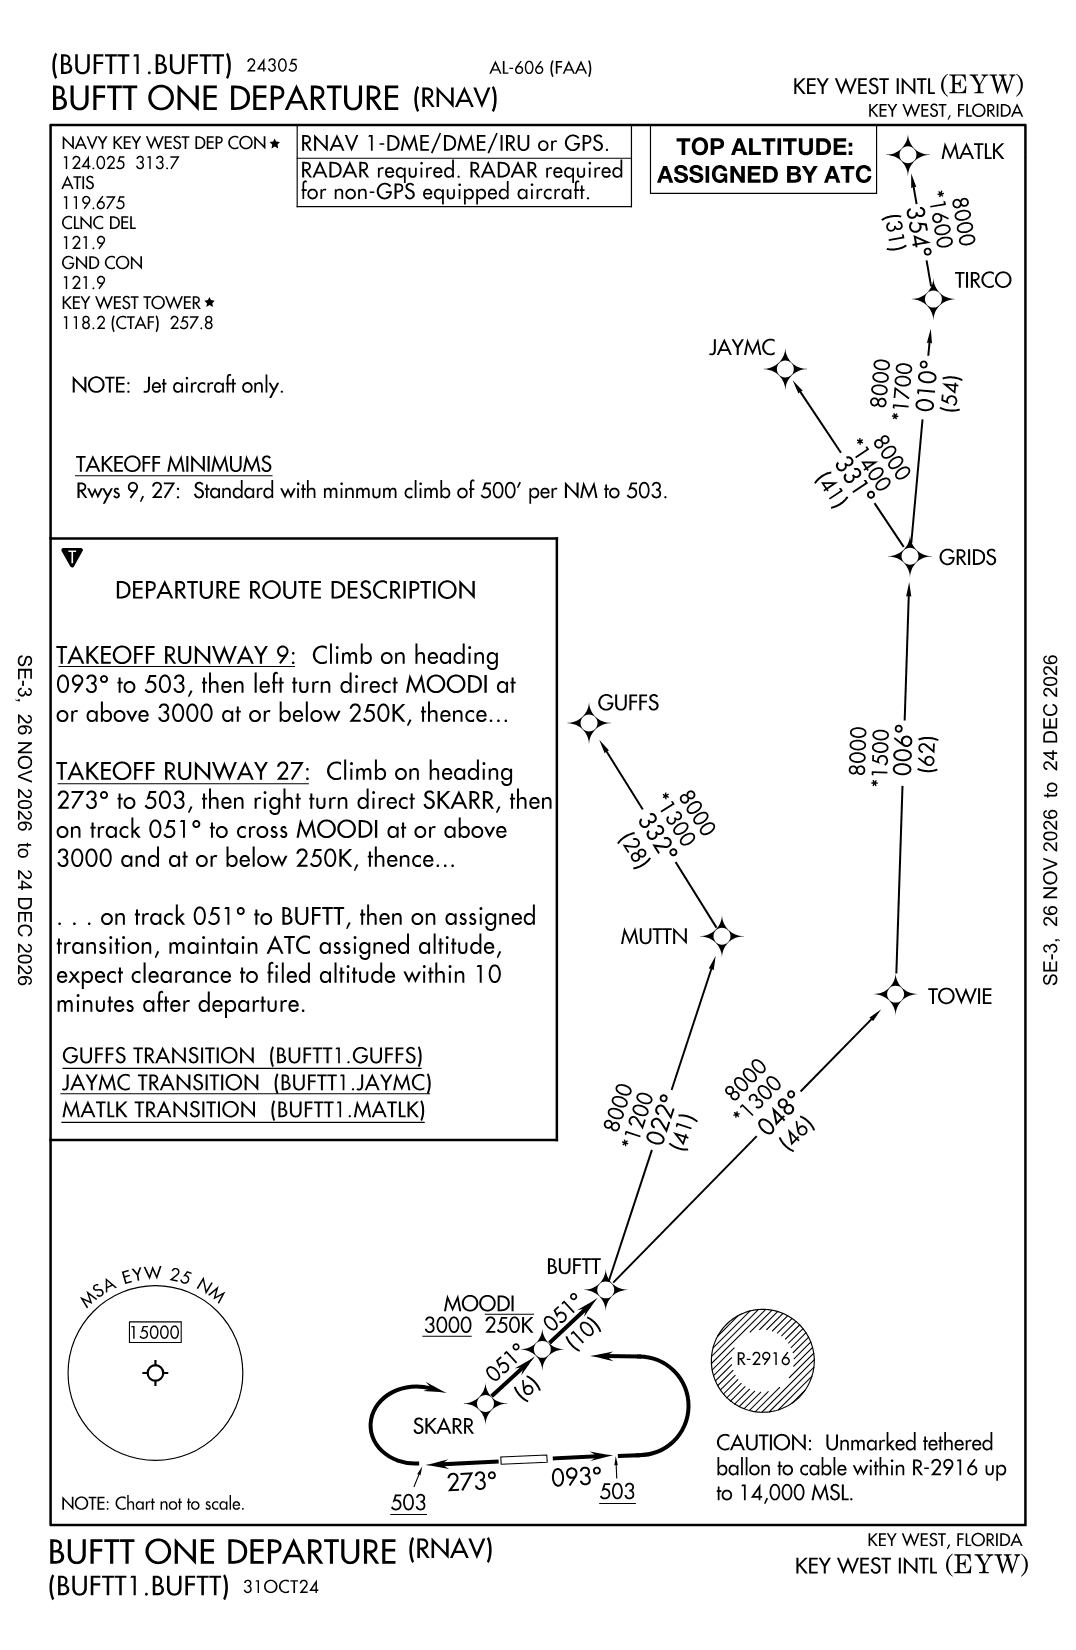 (BUFTT1.BUFTT) 24305
AL-606 (FAA)
BUFTT ONE DEPARTURE (RNAV)
KEY WEST INTL (EYW)
KEY WEST, FLORIDA
NAVY KEY WEST DEP CON★
124.025 313.7
ATIS
119.675
CLNC DEL
121.9
GND CON
121.9
KEY WEST TOWER★
118.2 (CTAF) 257.8
RNAV 1-DME/DME/IRU or GPS.
RADAR required. RADAR required
for non-GPS equipped aircraft.
TOP ALTITUDE:
ASSIGNED BY ATC
MATLK
8000
*1600
354°
(31)
TIRCO
JAYMC
8000
*1700
010°
(54)
NOTE: Jet aircraft only.
8000
*1400
331°
(41)
TAKEOFF MINIMUMS
Rwys 9, 27: Standard with minmum climb of 500' per NM to 503.
GRIDS
T
DEPARTURE ROUTE DESCRIPTION
TAKEOFF RUNWAY 9: Climb on heading
093° to 503, then left turn direct MOODI at
or above 3000 at or below 250K, thence...
TAKEOFF RUNWAY 27: Climb on heading
273° to 503, then right turn direct SKARR, then
on track 051° to cross MOODI at or above
3000 and at or below 250K, thence...
. . . on track 051° to BUFTT, then on assigned
transition, maintain ATC assigned altitude,
expect clearance to filed altitude within 10
minutes after departure.
GUFFS TRANSITION (BUFTT1.GUFFS)
JAYMC TRANSITION (BUFTT1.JAYMC)
MATLK TRANSITION (BUFTT1.MATLK)
GUFFS
8000
*1500
006°
(62)
8000
*1300
332°
(28)
MUTTN
TOWIE
8000
*1200
022°
(41)
8000
*1300
048°
(46)
BUFTT
MOODI
3000 250K
051°
(10)
051°
(6)
SKARR
273°
093°
503
503
MSA EYW 25 NM
15000
R-2916
CAUTION: Unmarked tethered
ballon to cable within R-2916 up
to 14,000 MSL.
NOTE: Chart not to scale.
SE-3, 26 NOV 2026 to 24 DEC 2026
SE-3, 26 NOV 2026 to 24 DEC 2026
BUFTT ONE DEPARTURE (RNAV)
(BUFTT1.BUFTT) 31OCT24
KEY WEST, FLORIDA
KEY WEST INTL (EYW)